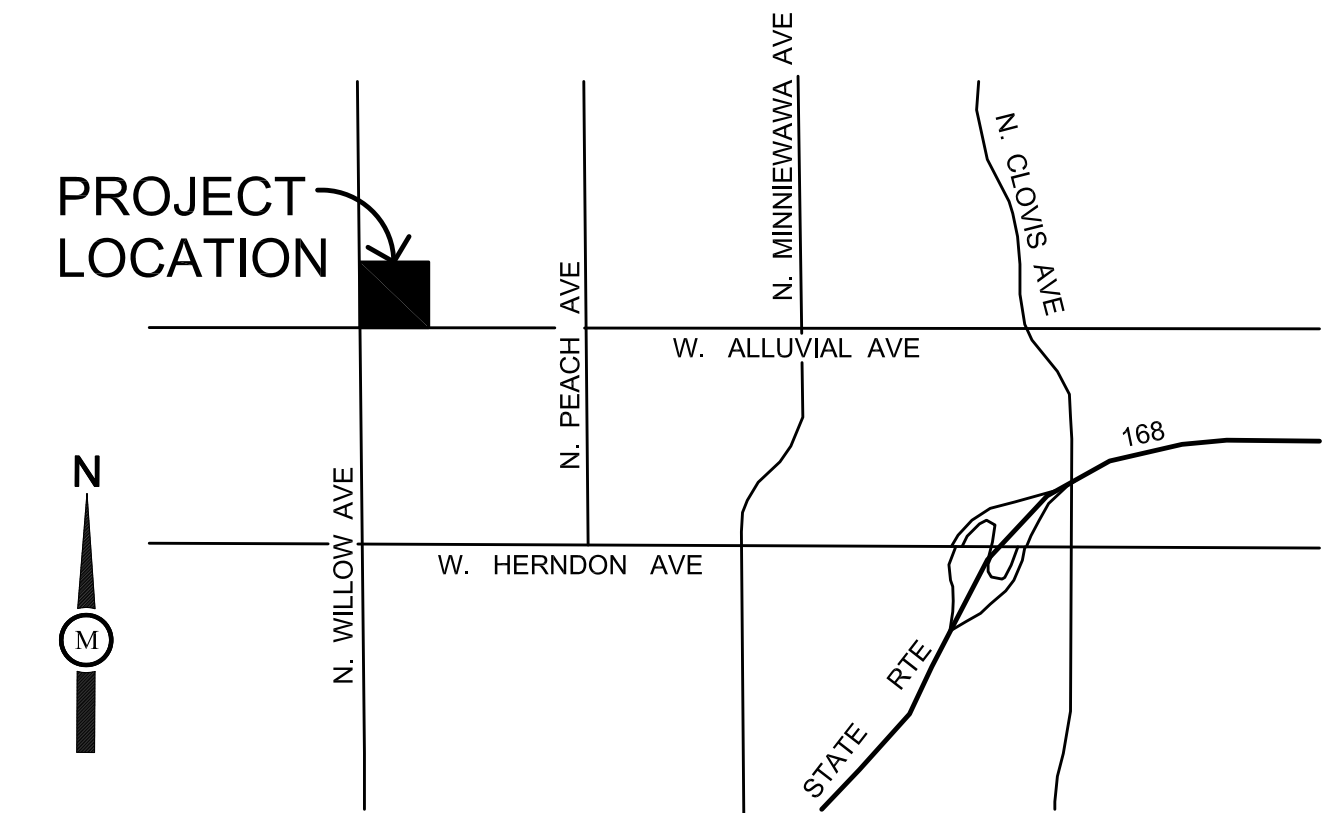 N. MINNIEWAWA AVE
N. CLOVIS AVE
PROJECT
LOCATION
N. PEACH AVE
W. ALLUVIAL AVE
168
N
N. WILLOW AVE
W. HERNDON AVE
M
STATE RTE